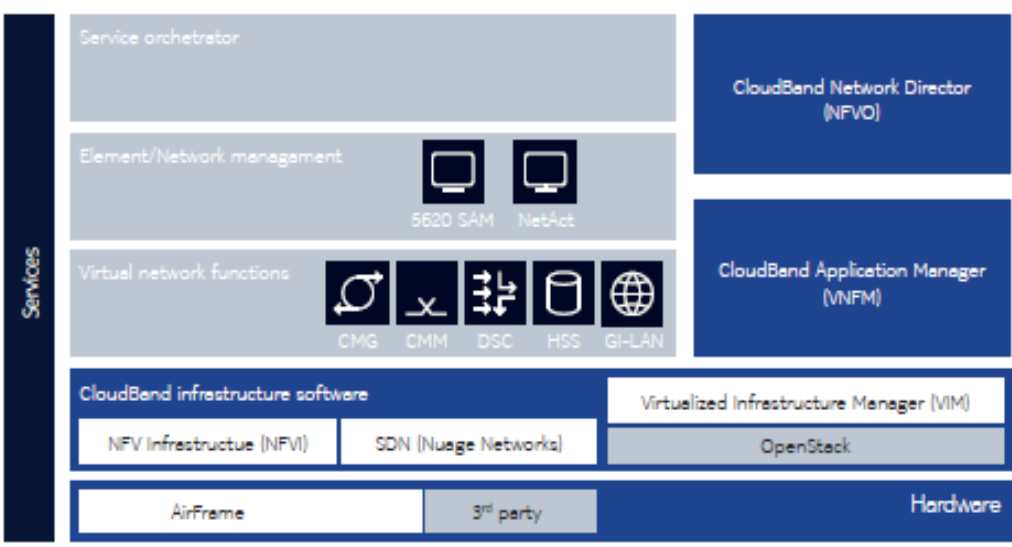 Services
Service orchetrator
CloudBand Network Director
(NFVO)
Element/Network managament
5620 SAM
NetAct
Virtual network functions
CMG
CMM
DSC
HSS
GI-LAN
CloudBand Application Manager
(VNFM)
CloudBand infrastructure software
NFV Infrastructue (NFVI)
SDN (Nuage Networks)
Virtualized Infrastructure Manager (VIM)
OpenStack
Hardware
AirFrame
3rd party